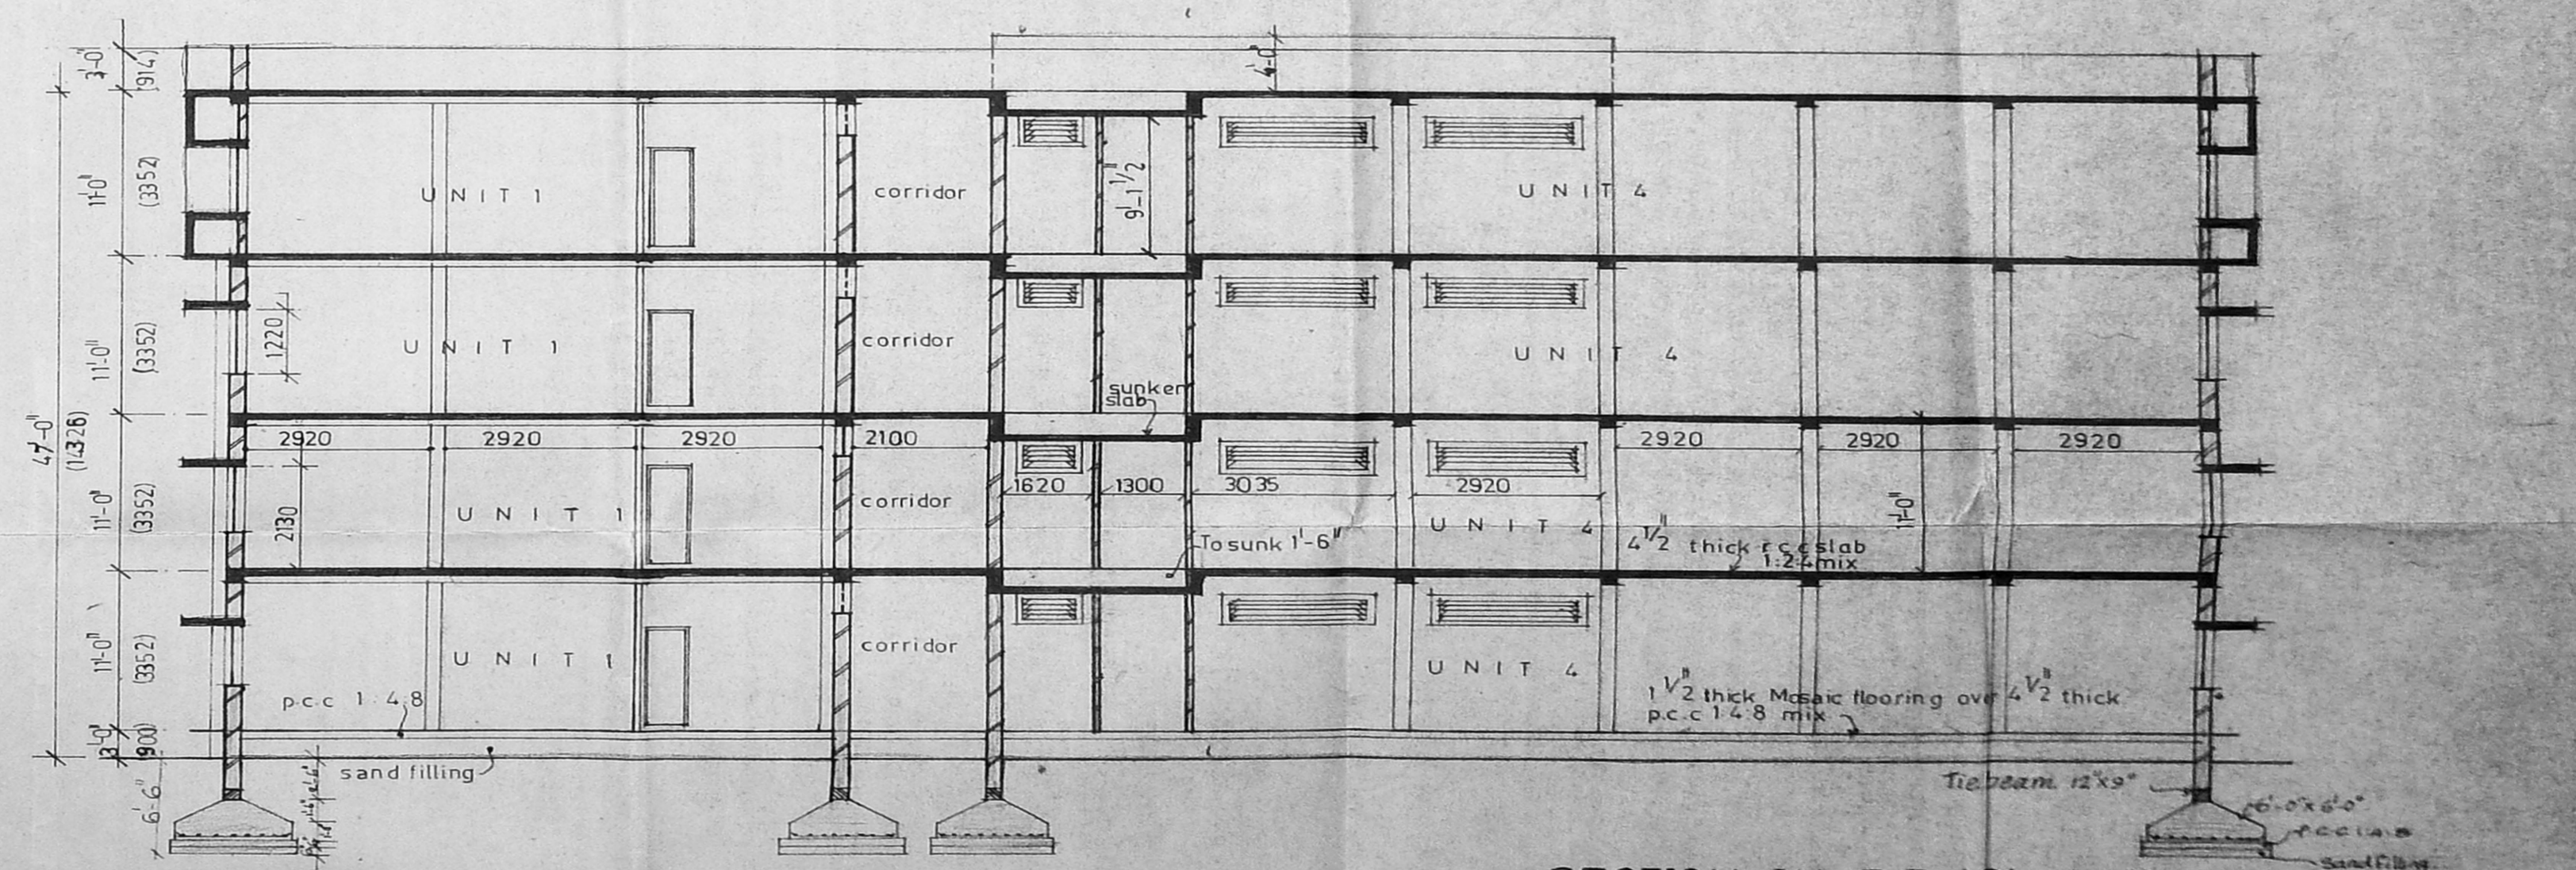 3'-0"
(914)
4'-0"
11'-0"
(3352)
UNIT 1
corridor
9'-1 1/2"
UNIT 4
11'-0"
(3352)
1220
UNIT 1
corridor
sunken
slab
UNIT 4
47'-0"
(14326)
2920
2920
2920
2100
2920
2920
2920
1620
1300
3035
2920
11'-0"
(3352)
2130
UNIT 1
corridor
To sunk 1'-6"
UNIT 4
4 1/2" thick r c c slab
1:2:4 mix
11'-0"
11'-0"
(3352)
UNIT 1
corridor
UNIT 4
p.c.c 1:4:8
1 1/2" thick Mosaic flooring over 4 1/2" thick
p.c.c 1:4:8 mix
3'-0"
(900)
sand filling
6'-6"
Tie beam 12"x9"
6'-0"x6'-0"
P.C.C 1:4:8
Sand filling